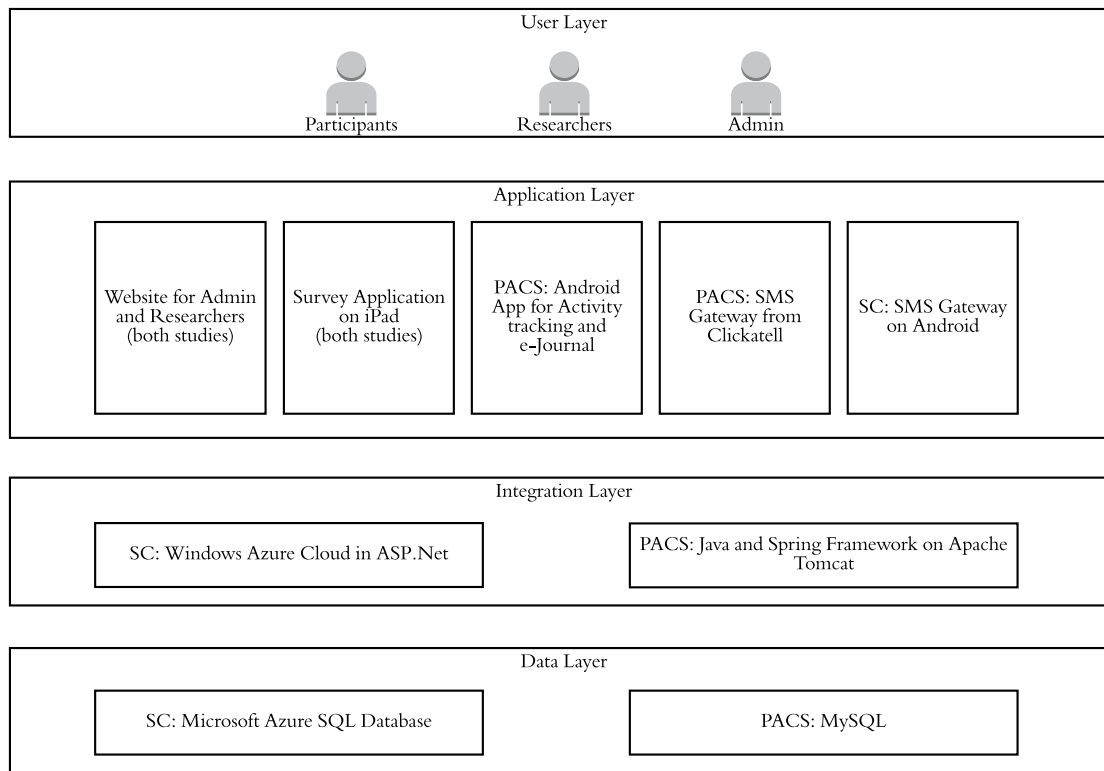 User Layer
Participants
Researchers
Admin
Application Layer
Website for Admin
and Researchers
(both studies)
Survey Application
on iPad
(both studies)
PACS: Android
App for Activity
tracking and
e-Journal
PACS: SMS
Gateway from
Clickatell
SC: SMS Gateway
on Android
Integration Layer
SC: Windows Azure Cloud in ASP.Net
PACS: Java and Spring Framework on Apache
Tomcat
Data Layer
SC: Microsoft Azure SQL Database
PACS: MySQL